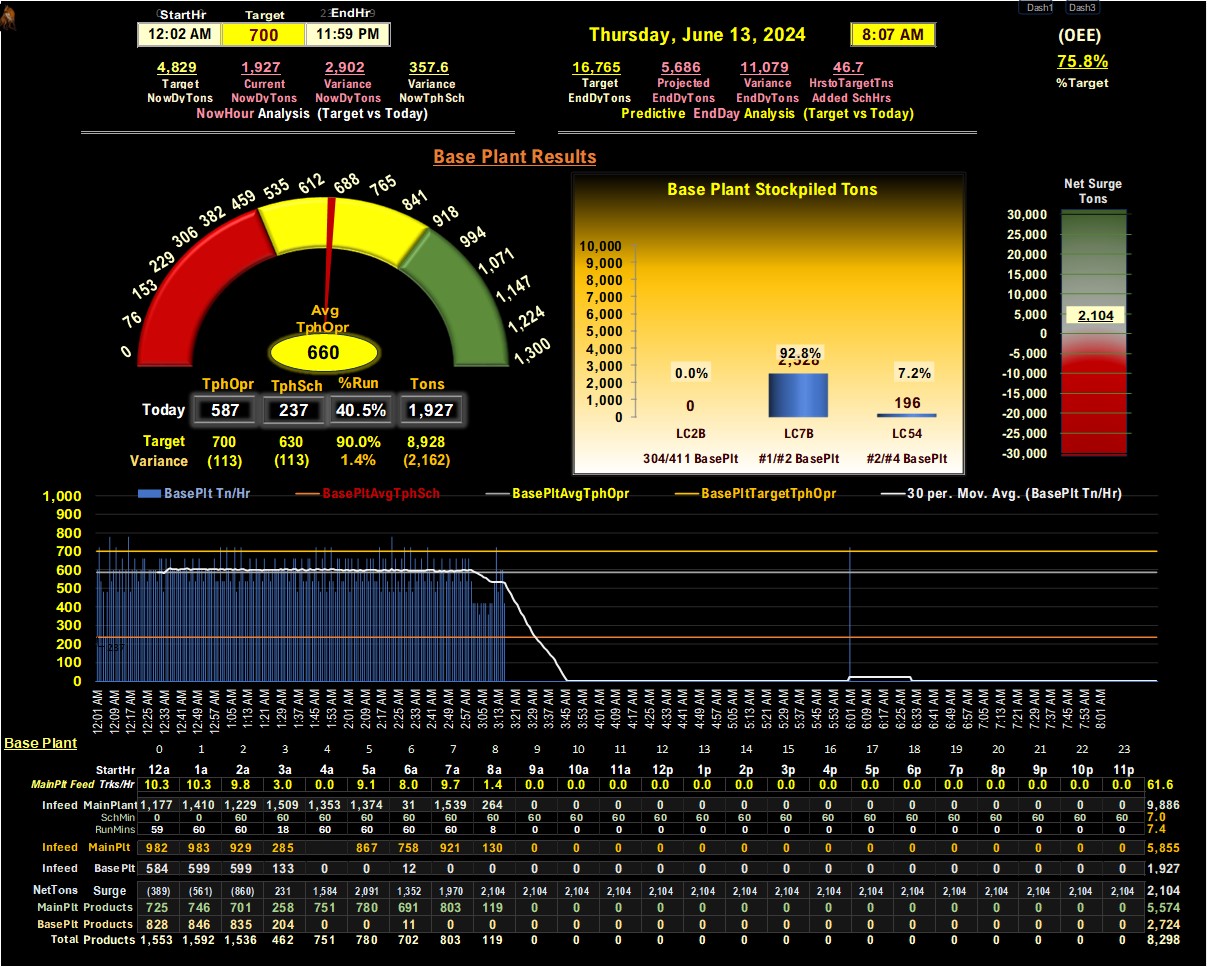 Dash1 Dash3
StartHr Target EndHr
12:02 AM 700 11:59 PM
Thursday, June 13, 2024 8:07 AM
(OEE)
75.8%
%Target
4,829 1,927 2,902 357.6
Target Current Variance Variance
NowDyTons NowDyTons NowDyTons NowTphSch
NowHour Analysis (Target vs Today)
16,765 5,686 11,079 46.7
Target Projected Variance HrstoTargetTns
EndDyTons EndDyTons EndDyTons Added SchHrs
Predictive EndDay Analysis (Target vs Today)
Base Plant Results
0 76 153 229 306 382 459 535 612 688 765 841 918 994 1,071 1,147 1,224 1,300
Avg
TphOpr
660
TphOpr TphSch %Run Tons
Today 587 237 40.5% 1,927
Target 700 630 90.0% 8,928
Variance (113) (113) 1.4% (2,162)
Base Plant Stockpiled Tons
10,000
9,000
8,000
7,000
6,000
5,000
4,000
3,000
2,000
1,000
0
0.0% 92.8% 7.2%
0 2,528 196
LC2B LC7B LC54
304/411 BasePlt #1/#2 BasePlt #2/#4 BasePlt
Net Surge
Tons
30,000
25,000
20,000
15,000
10,000
5,000
0
-5,000
-10,000
-15,000
-20,000
-25,000
-30,000
2,104
BasePlt Tn/Hr BasePltAvgTphSch BasePltAvgTphOpr BasePltTargetTphOpr 30 per. Mov. Avg. (BasePlt Tn/Hr)
1,000
900
800
700
600
500
400
300
200
100
0
237
12:01 AM 12:09 AM 12:17 AM 12:25 AM 12:33 AM 12:41 AM 12:49 AM 12:57 AM 1:05 AM 1:13 AM 1:21 AM 1:29 AM 1:37 AM 1:45 AM 1:53 AM 2:01 AM 2:09 AM 2:17 AM 2:25 AM 2:33 AM 2:41 AM 2:49 AM 2:57 AM 3:05 AM 3:13 AM 3:21 AM 3:29 AM 3:37 AM 3:45 AM 3:53 AM 4:01 AM 4:09 AM 4:17 AM 4:25 AM 4:33 AM 4:41 AM 4:49 AM 4:57 AM 5:05 AM 5:13 AM 5:21 AM 5:29 AM 5:37 AM 5:45 AM 5:53 AM 6:01 AM 6:09 AM 6:17 AM 6:25 AM 6:33 AM 6:41 AM 6:49 AM 6:57 AM 7:05 AM 7:13 AM 7:21 AM 7:29 AM 7:37 AM 7:45 AM 7:53 AM 8:01 AM
Base Plant 0 1 2 3 4 5 6 7 8 9 10 11 12 13 14 15 16 17 18 19 20 21 22 23
StartHr 12a 1a 2a 3a 4a 5a 6a 7a 8a 9a 10a 11a 12p 1p 2p 3p 4p 5p 6p 7p 8p 9p 10p 11p
MainPlt Feed Trks/Hr 10.3 10.3 9.8 3.0 0.0 9.1 8.0 9.7 1.4 0.0 0.0 0.0 0.0 0.0 0.0 0.0 0.0 0.0 0.0 0.0 0.0 0.0 0.0 0.0 61.6
Infeed MainPlant 1,177 1,410 1,229 1,509 1,353 1,374 31 1,539 264 0 0 0 0 0 0 0 0 0 0 0 0 0 0 0 9,886
SchMin 0 0 60 60 60 60 60 60 60 60 60 60 60 60 60 60 60 60 60 60 60 60 60 60 7.0
RunMins 59 60 60 18 60 60 60 60 8 0 0 0 0 0 0 0 0 0 0 0 0 0 0 0 7.4
Infeed MainPlt 982 983 929 285 867 758 921 130 0 0 0 0 0 0 0 0 0 0 0 0 0 0 0 5,855
Infeed BasePlt 584 599 599 133 0 0 12 0 0 0 0 0 0 0 0 0 0 0 0 0 0 0 0 0 1,927
NetTons Surge (389) (561) (860) 231 1,584 2,091 1,352 1,970 2,104 2,104 2,104 2,104 2,104 2,104 2,104 2,104 2,104 2,104 2,104 2,104 2,104 2,104 2,104 2,104 2,104
MainPlt Products 725 746 701 258 751 780 691 803 119 0 0 0 0 0 0 0 0 0 0 0 0 0 0 0 5,574
BasePlt Products 828 846 835 204 0 0 11 0 0 0 0 0 0 0 0 0 0 0 0 0 0 0 0 0 2,724
Total Products 1,553 1,592 1,536 462 751 780 702 803 119 0 0 0 0 0 0 0 0 0 0 0 0 0 0 0 8,298